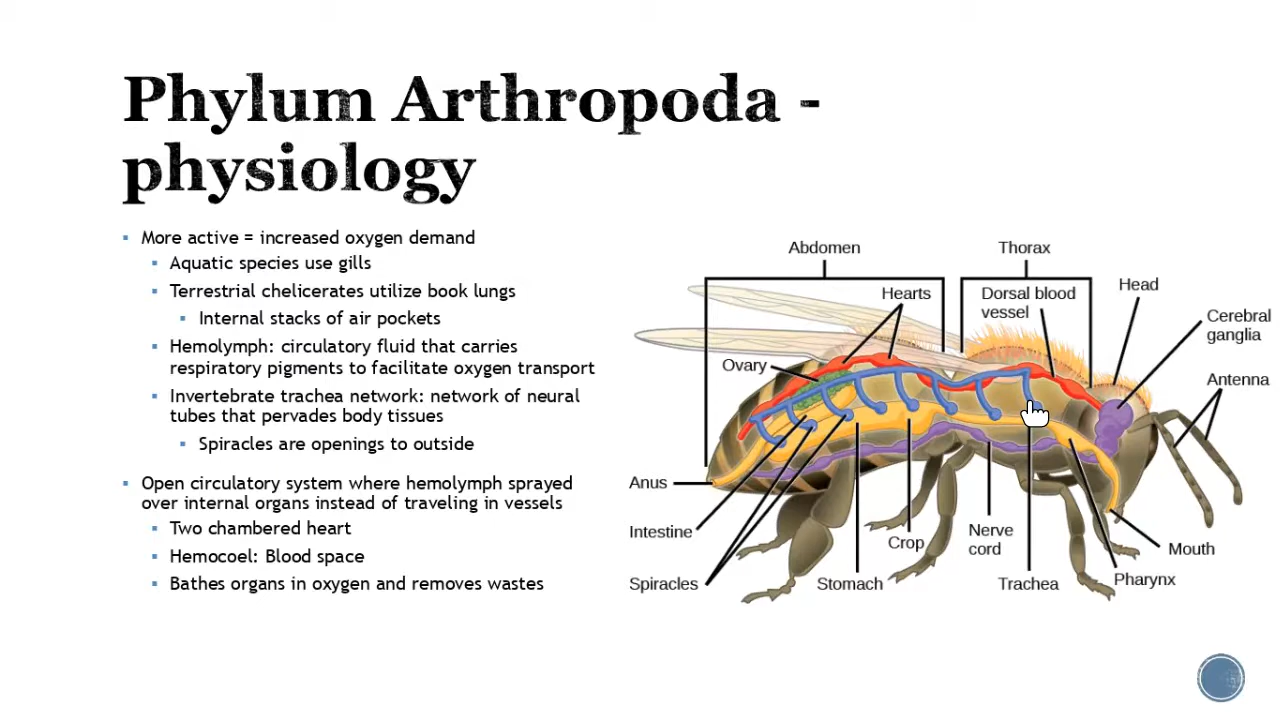 Phylum Arthropoda -
physiology
More active = increased oxygen demand
Aquatic species use gills
Terrestrial chelicerates utilize book lungs
Internal stacks of air pockets
Hemolymph: circulatory fluid that carries
respiratory pigments to facilitate oxygen transport
Invertebrate trachea network: network of neural
tubes that pervades body tissues
Spiracles are openings to outside
Open circulatory system where hemolymph sprayed
over internal organs instead of traveling in vessels
Two chambered heart
Hemocoel: Blood space
Bathes organs in oxygen and removes wastes
Abdomen
Thorax
Head
Hearts
Dorsal blood
vessel
Cerebral
ganglia
Ovary
Antenna
Anus
Intestine
Spiracles
Stomach
Crop
Nerve
cord
Trachea
Pharynx
Mouth